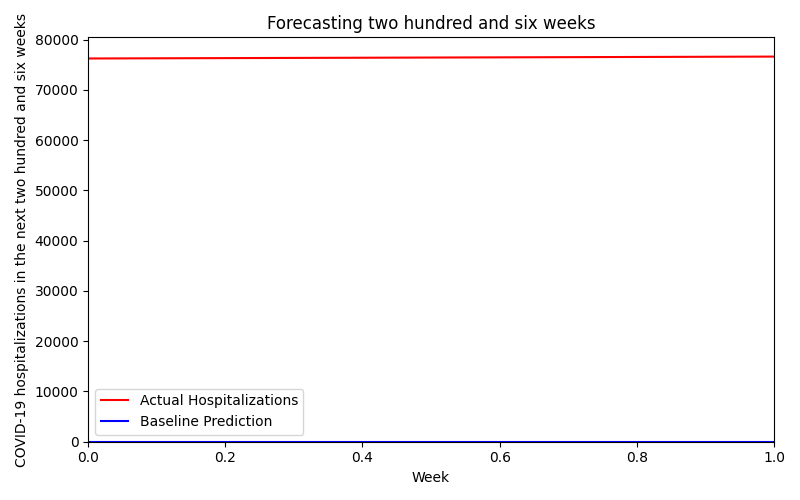 Forecasting two hundred and six weeks
COVID-19 hospitalizations in the next two hundred and six weeks
80000
70000
60000
50000
40000
30000
20000
10000
0
Actual Hospitalizations
Baseline Prediction
0.0 0.2 0.4 0.6 0.8 1.0
Week